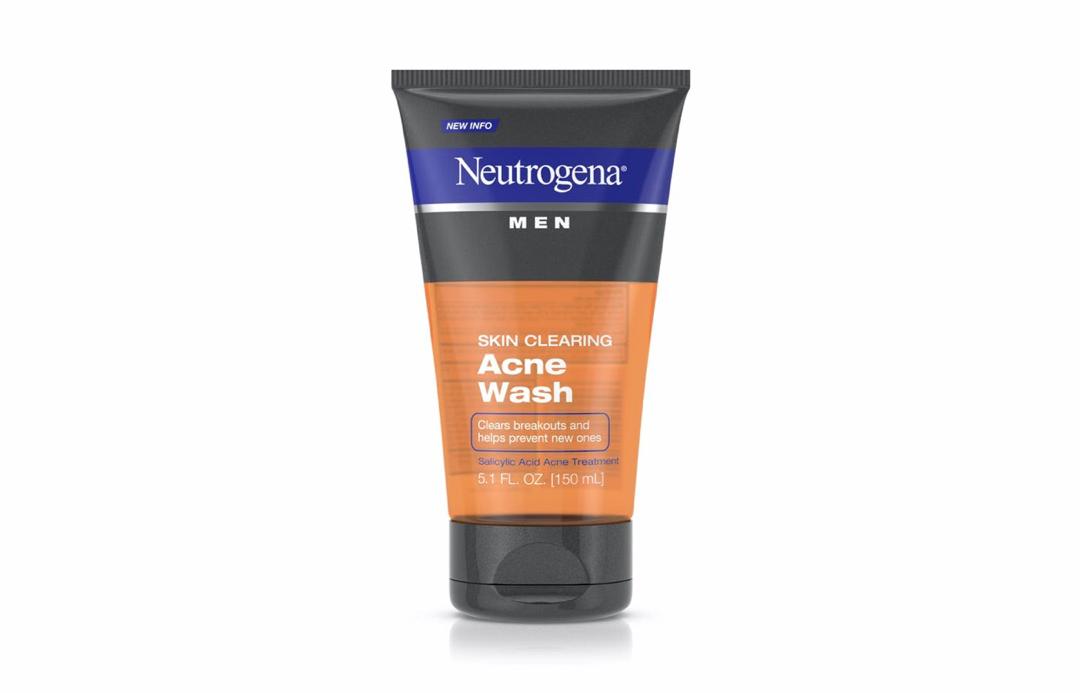 NEW INFO
Neutrogena®
MEN
SKIN CLEARING
Acne
Wash
Clears breakouts and
helps prevent new ones
Salicylic Acid Acne Treatment
5.1 FL. OZ. [150 mL]